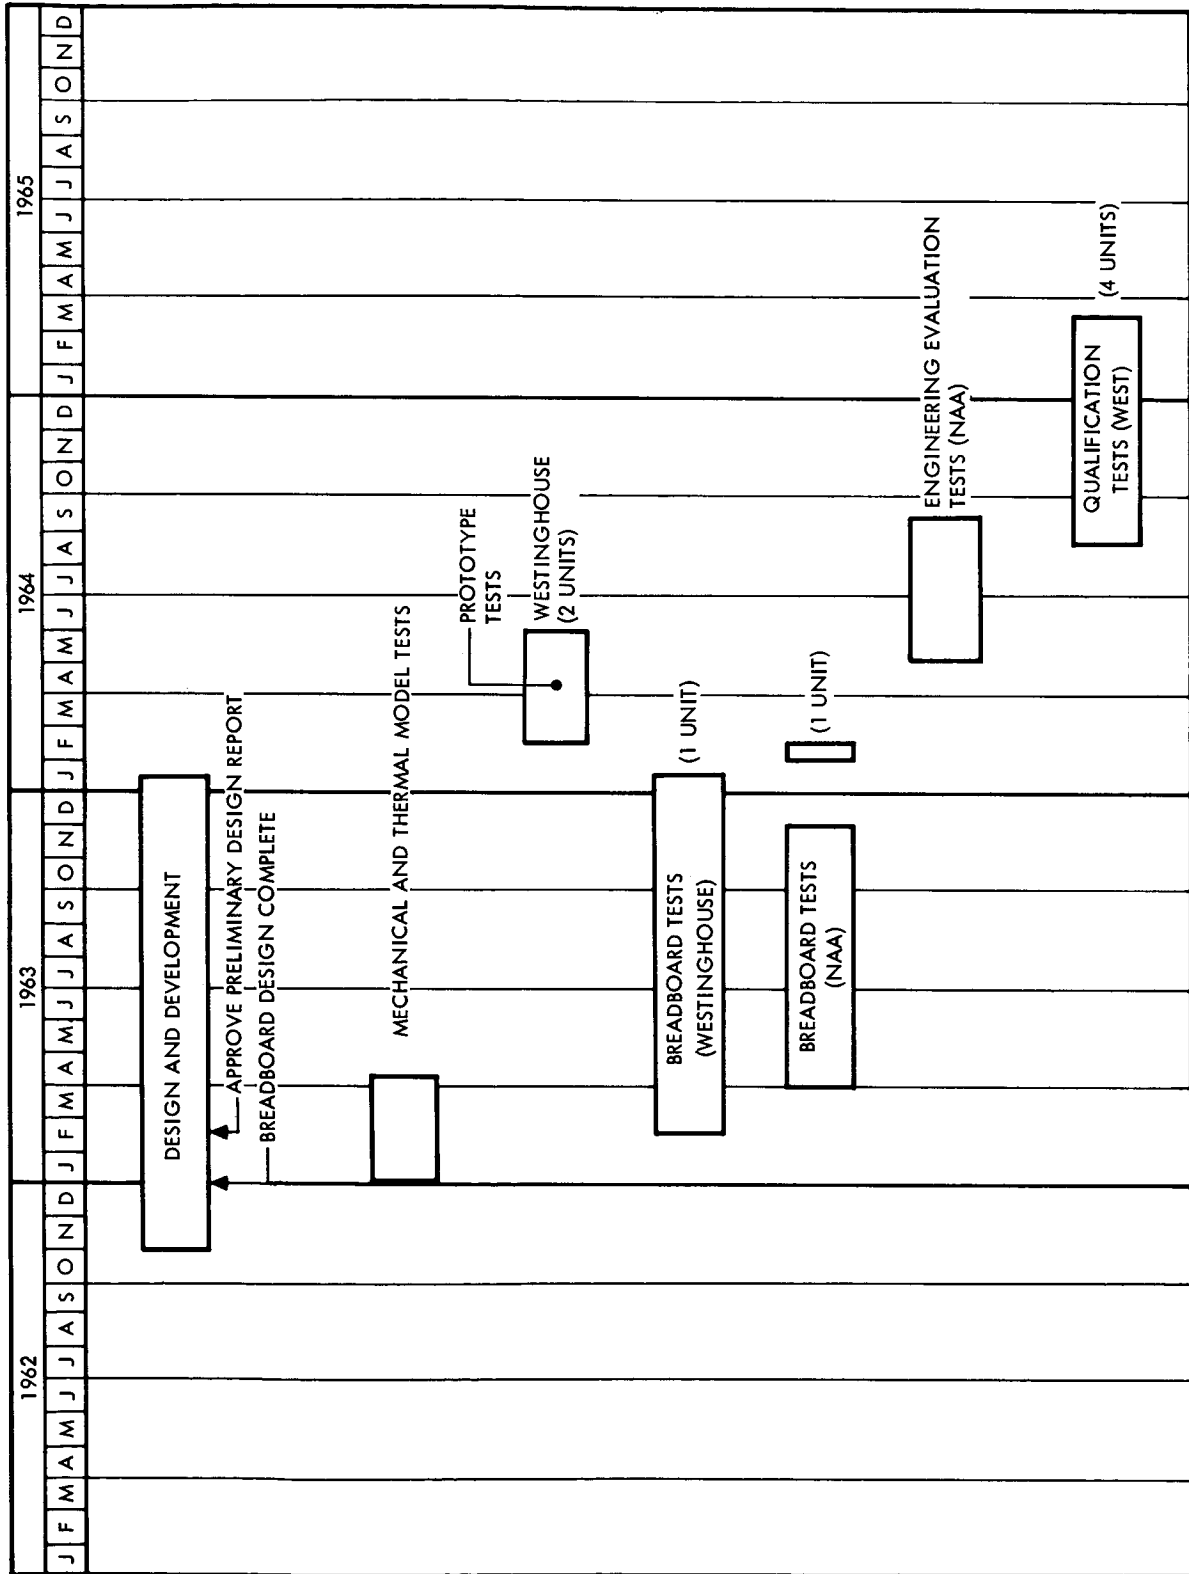 1962 1963 1964 1965
J F M A M J J A S O N D J F M A M J J A S O N D J F M A M J J A S O N D J F M A M J J A S O N D
DESIGN AND DEVELOPMENT
APPROVE PRELIMINARY DESIGN REPORT
BREADBOARD DESIGN COMPLETE
MECHANICAL AND THERMAL MODEL TESTS
PROTOTYPE
TESTS
WESTINGHOUSE
(2 UNITS)
BREADBOARD TESTS
(WESTINGHOUSE)
(1 UNIT)
BREADBOARD TESTS
(NAA)
(1 UNIT)
ENGINEERING EVALUATION
TESTS (NAA)
QUALIFICATION
TESTS (WEST)
(4 UNITS)